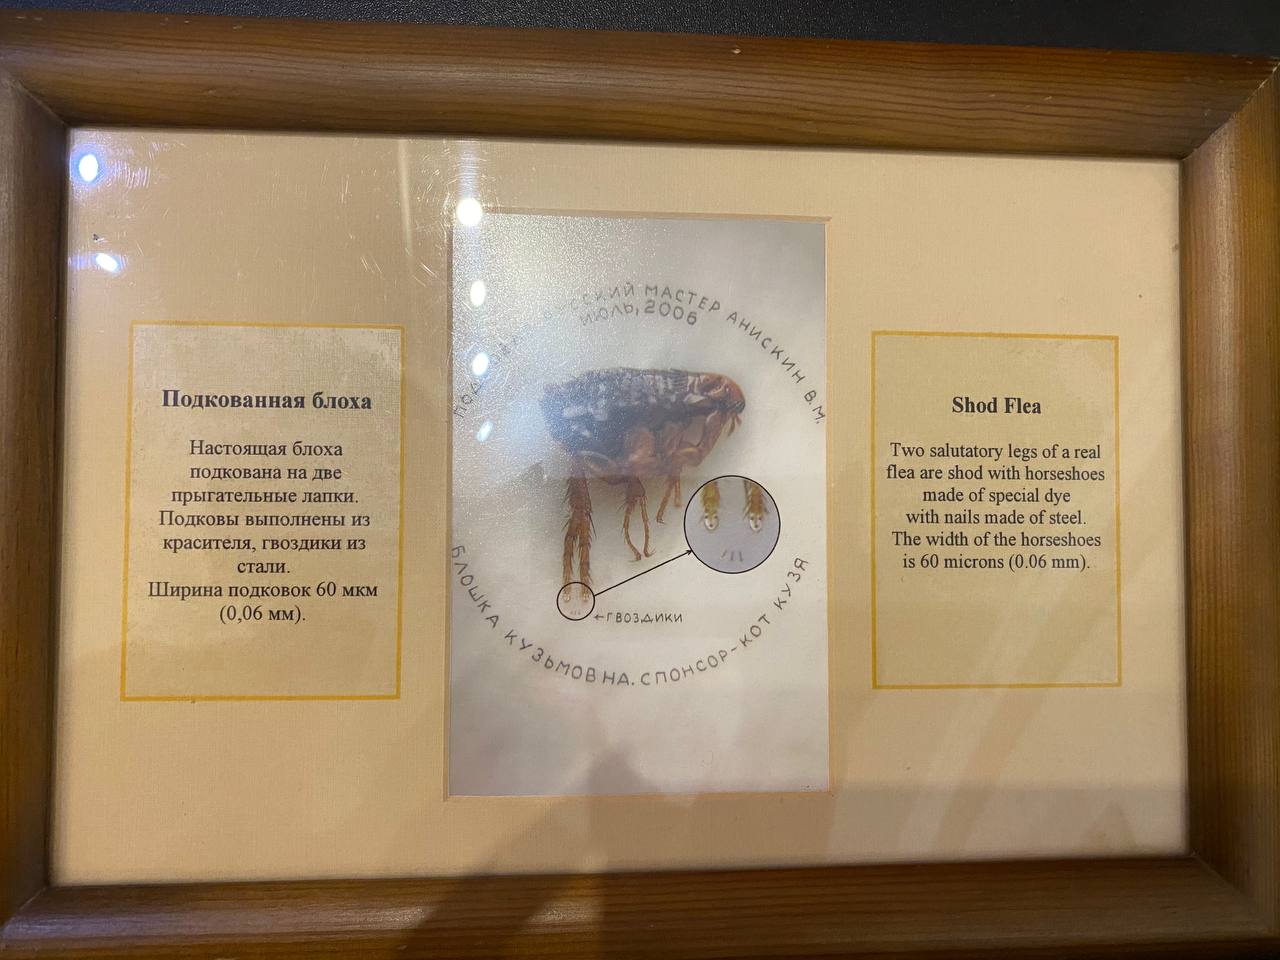 Подкованная блоха
Настоящая блоха
подкована на две
прыгательные лапки.
Подковы выполнены из
красителя, гвоздики из
стали.
Ширина подковок 60 мкм
(0,06 мм).
МАСТЕР АНИСКИН В.М.
ИЮЛЬ, 2006
←ГВОЗДИКИ
БЛОШКА КУЗЬМОВНА. СПОНСОР-КОТ КУЗЯ
Shod Flea
Two salutatory legs of a real
flea are shod with horseshoes
made of special dye
with nails made of steel.
The width of the horseshoes
is 60 microns (0.06 mm).